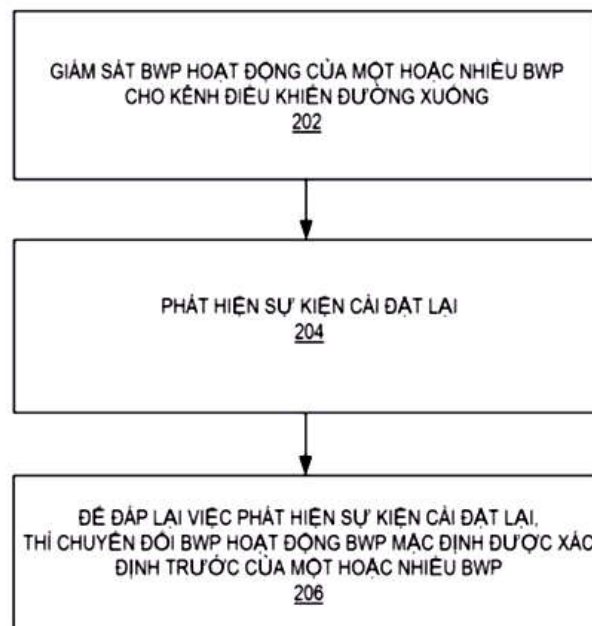 GIÁM SÁT BWP HOẠT ĐỘNG CỦA MỘT HOẶC NHIỀU BWP
CHO KÊNH ĐIỀU KHIỂN ĐƯỜNG XUỐNG
202
PHÁT HIỆN SỰ KIỆN CÀI ĐẶT LẠI
204
ĐỂ ĐÁP LẠI VIỆC PHÁT HIỆN SỰ KIỆN CÀI ĐẶT LẠI,
THÌ CHUYỂN ĐỔI BWP HOẠT ĐỘNG BWP MẶC ĐỊNH ĐƯỢC XÁC
ĐỊNH TRƯỚC CỦA MỘT HOẶC NHIỀU BWP
206